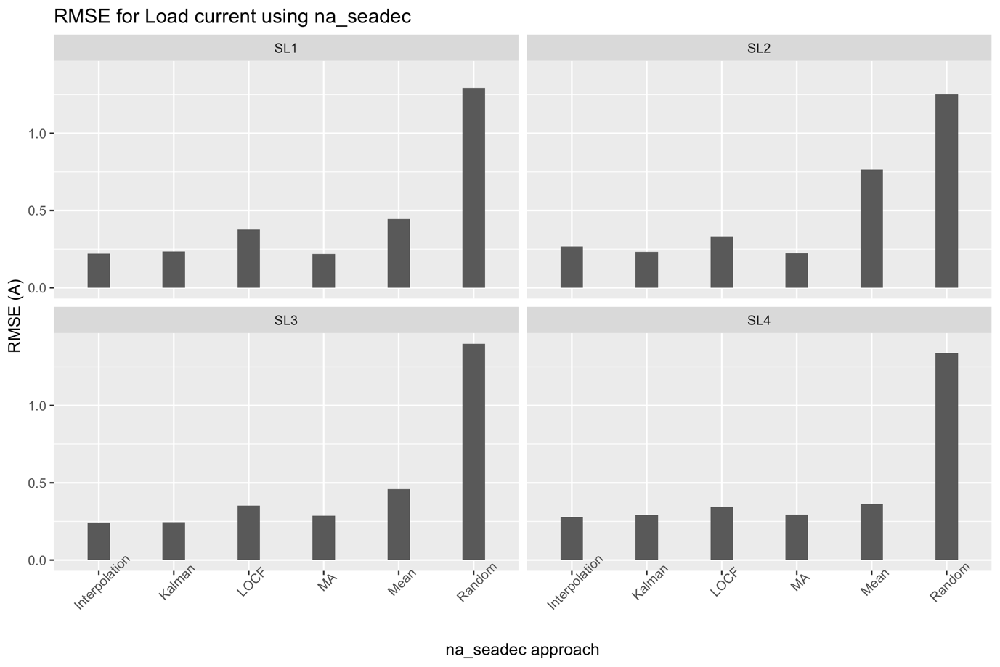 RMSE for Load current using na_seadec
SL1
SL2
1.0
0.5
0.0
SL3
SL4
1.0
0.5
0.0
RMSE (A)
Interpolation Kalman LOCF MA Mean Random
Interpolation Kalman LOCF MA Mean Random
na_seadec approach